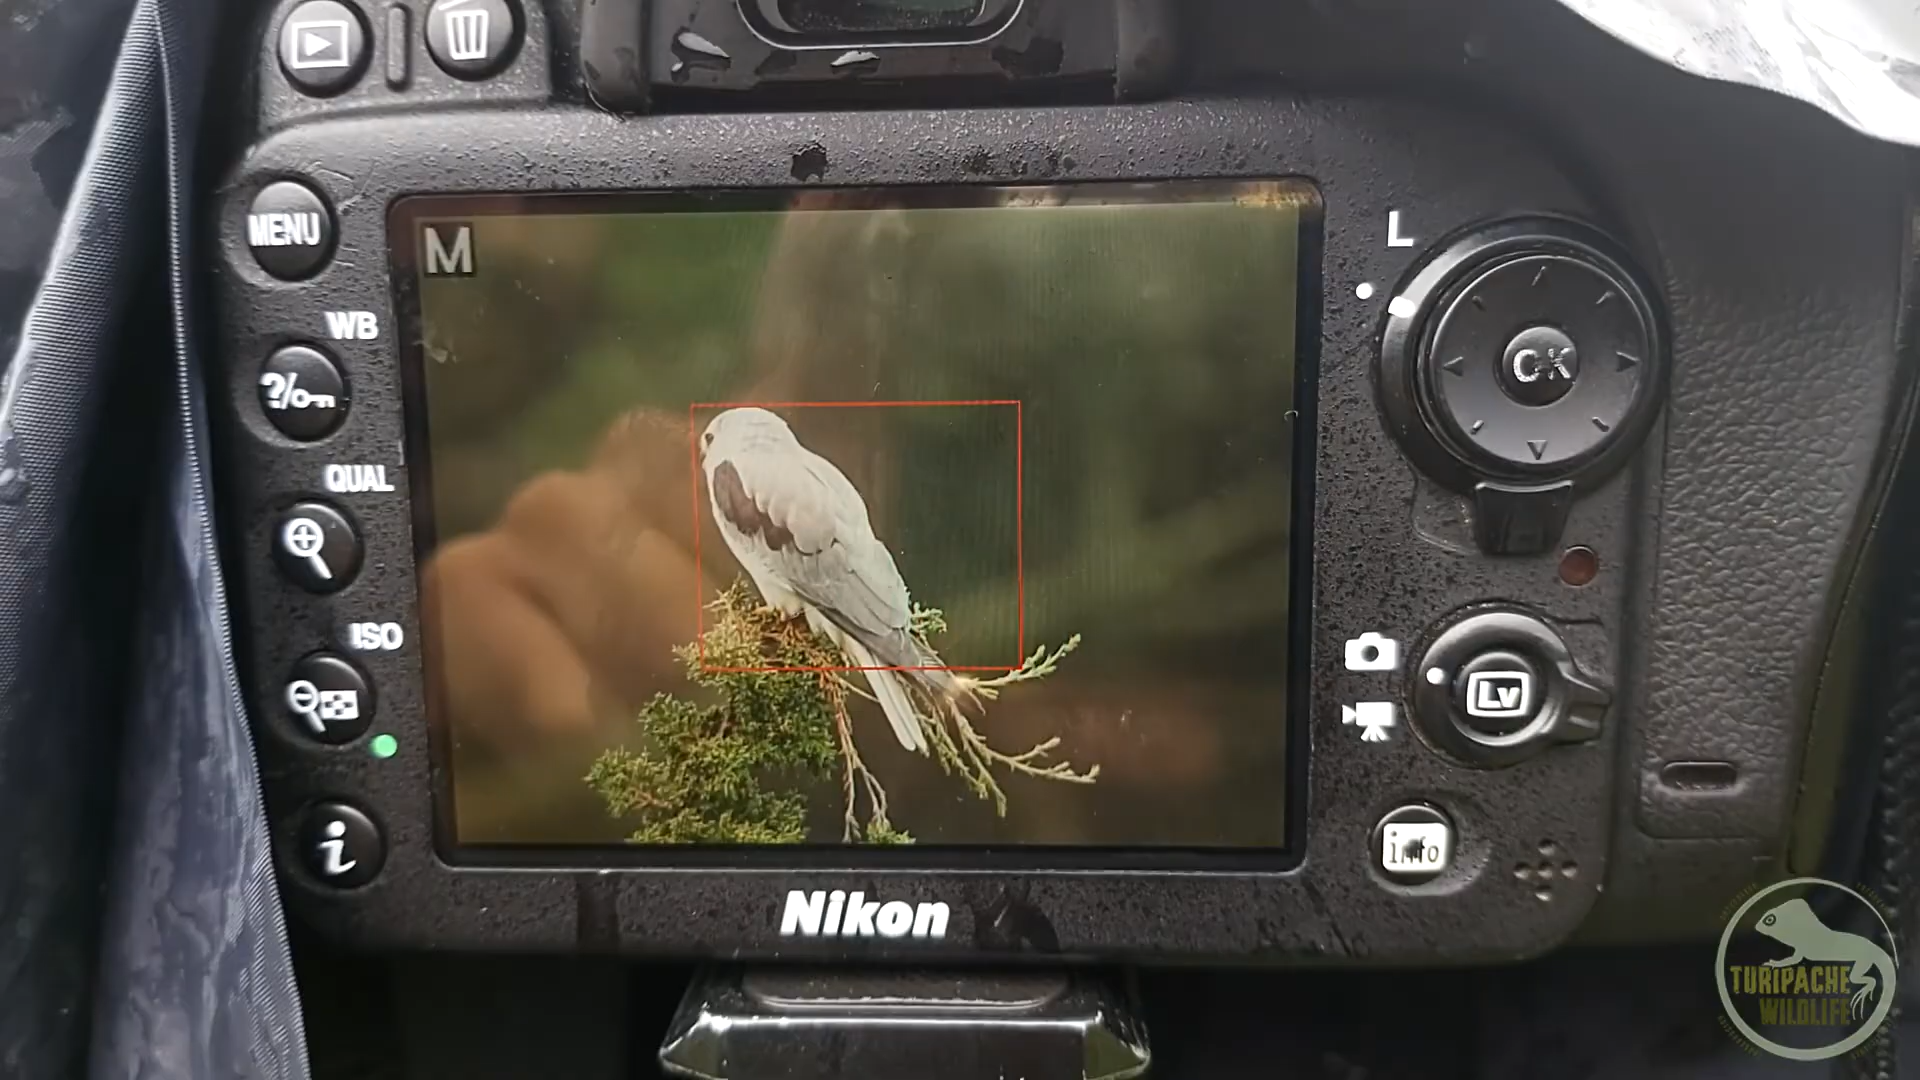 MENU
M
L
WB
?
OK
QUAL
ISO
Lv
i
info
Nikon
TURIPACHE
WILDLIFE